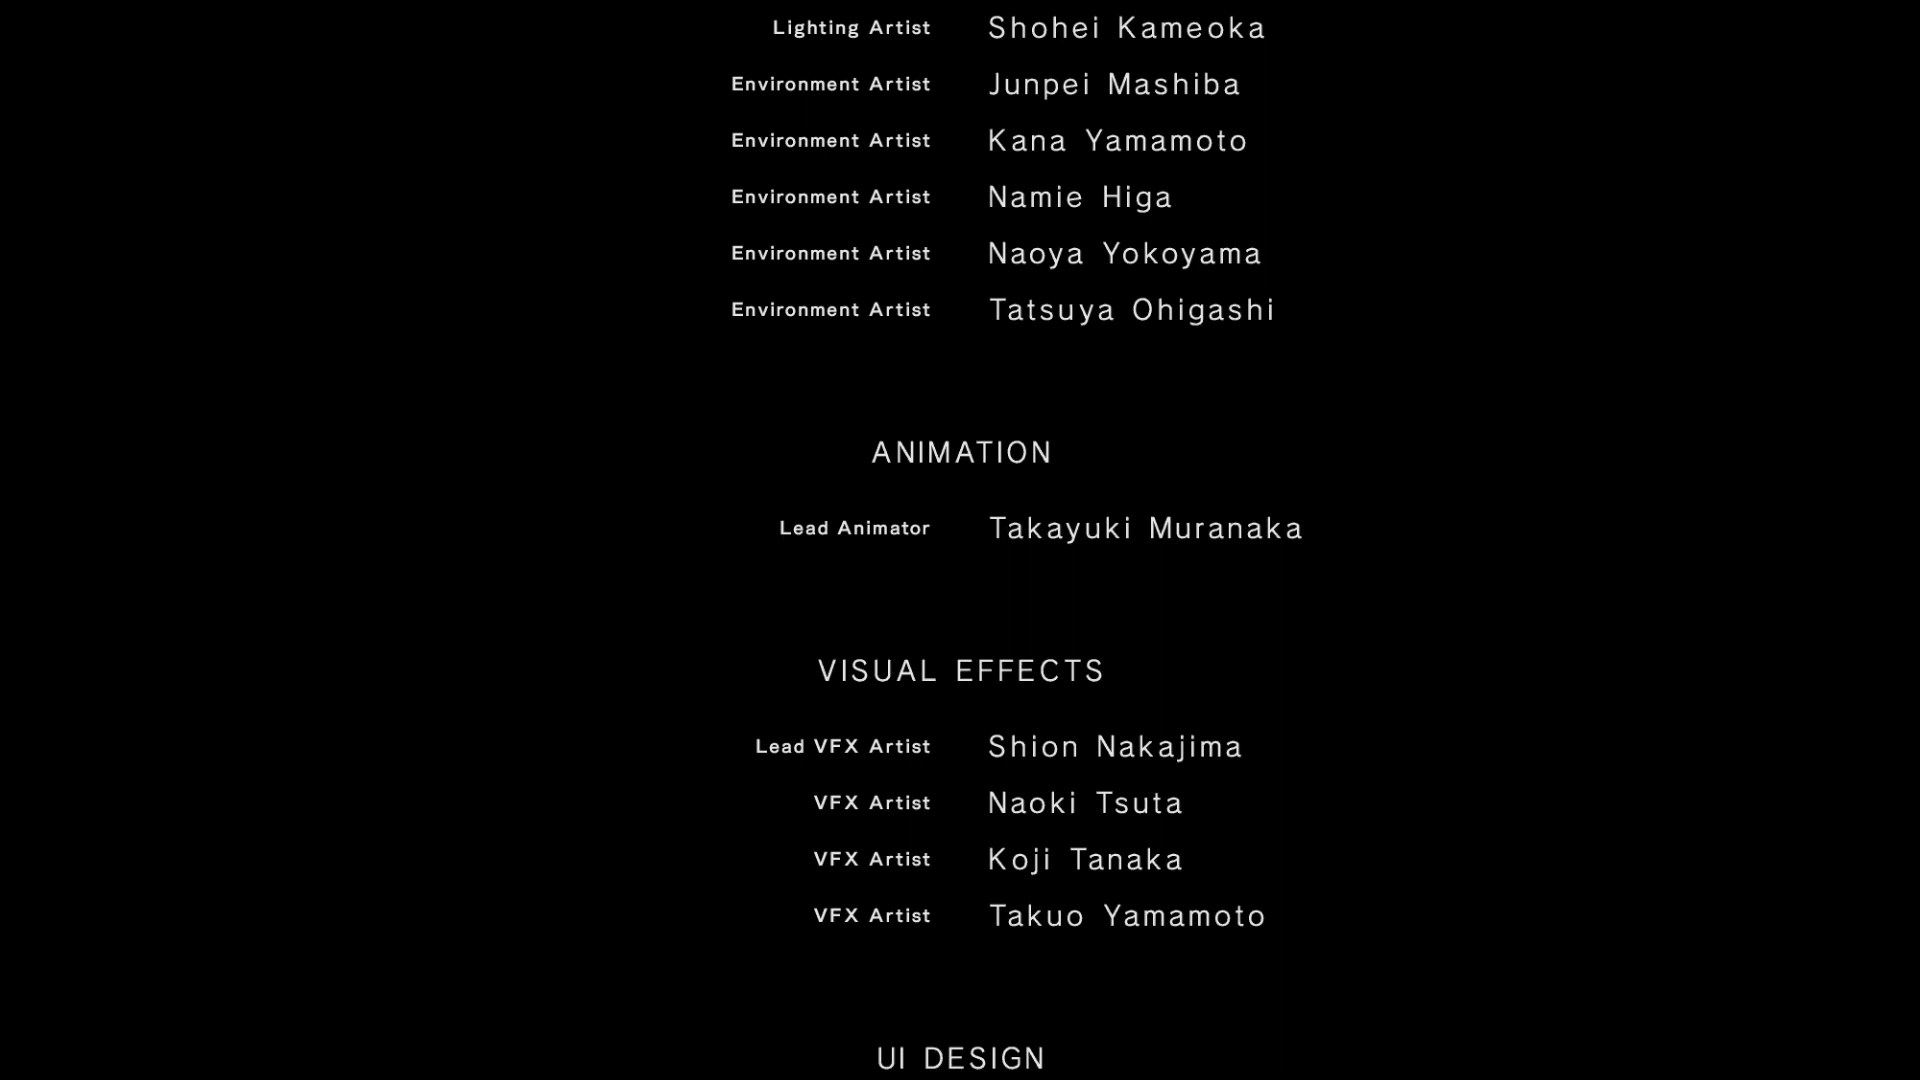 Lighting Artist Shohei Kameoka
Environment Artist Junpei Mashiba
Environment Artist Kana Yamamoto
Environment Artist Namie Higa
Environment Artist Naoya Yokoyama
Environment Artist Tatsuya Ohigashi
ANIMATION
Lead Animator Takayuki Muranaka
VISUAL EFFECTS
Lead VFX Artist Shion Nakajima
VFX Artist Naoki Tsuta
VFX Artist Koji Tanaka
VFX Artist Takuo Yamamoto
UI DESIGN